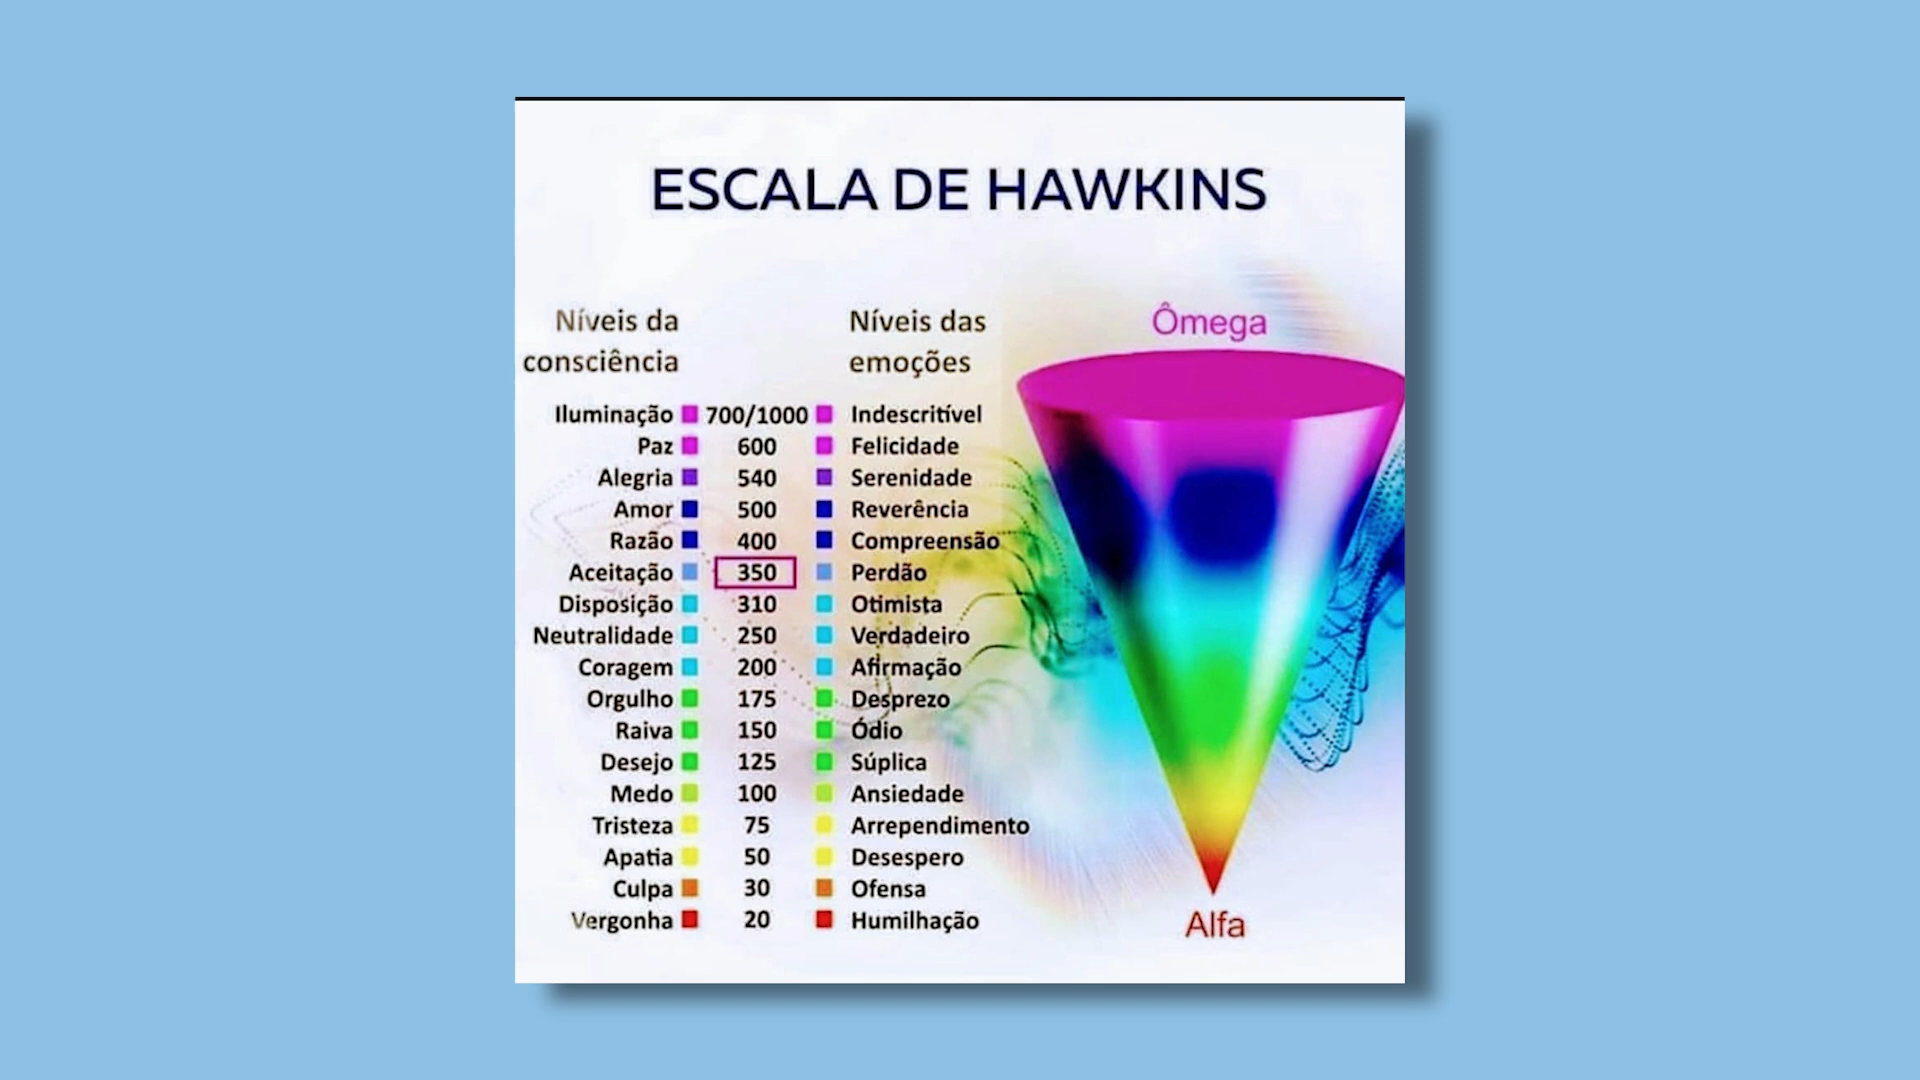 ESCALA DE HAWKINS
Níveis da
consciência
Níveis das
emoções
Ômega
Iluminação 700/1000 Indescritível
Paz 600 Felicidade
Alegria 540 Serenidade
Amor 500 Reverência
Razão 400 Compreensão
Aceitação 350 Perdão
Disposição 310 Otimista
Neutralidade 250 Verdadeiro
Coragem 200 Afirmação
Orgulho 175 Desprezo
Raiva 150 Ódio
Desejo 125 Súplica
Medo 100 Ansiedade
Tristeza 75 Arrependimento
Apatia 50 Desespero
Culpa 30 Ofensa
Vergonha 20 Humilhação
Alfa